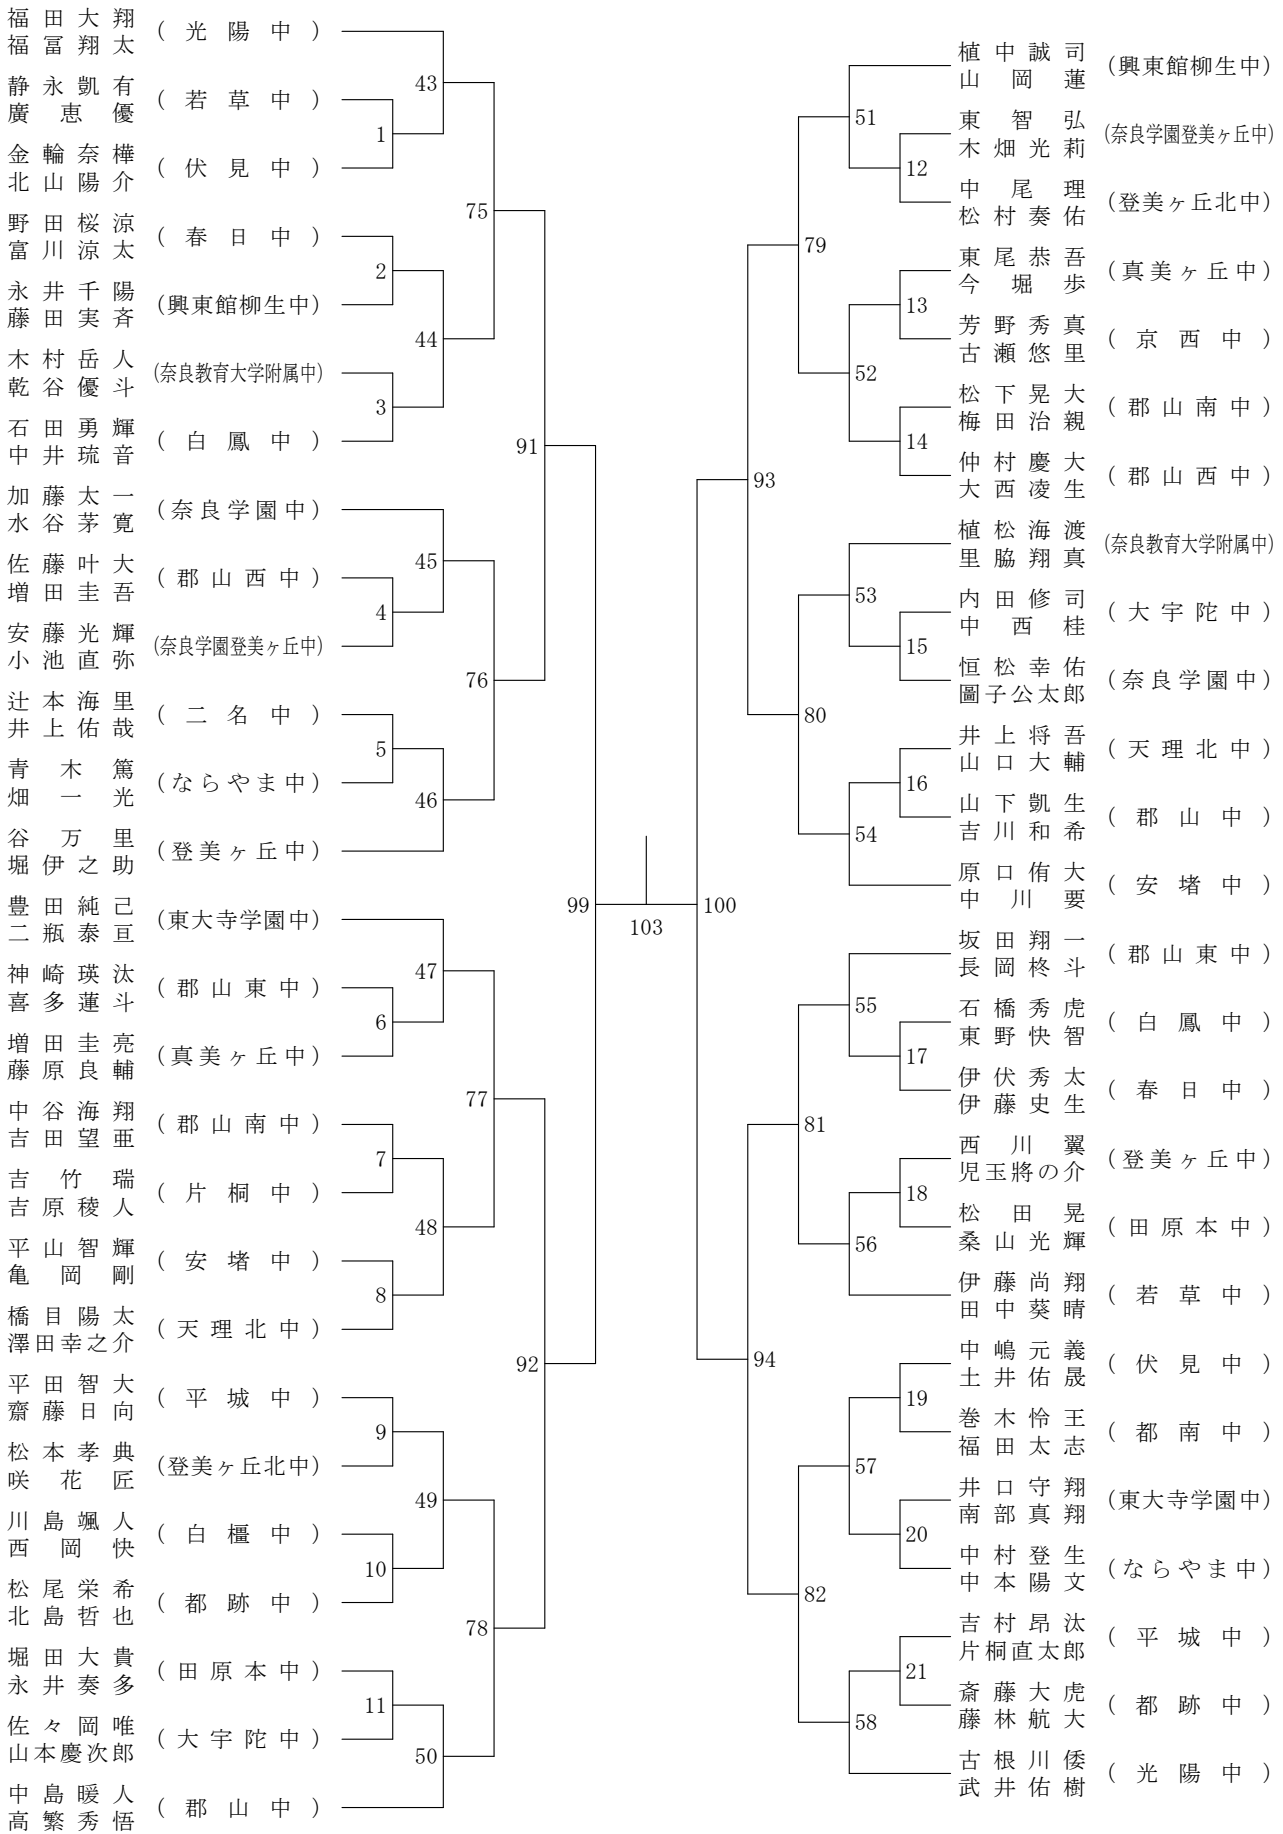 福田大翔
福冨翔太
(光陽中)
静永凱有
廣恵優
(若草中)
金輪奈樺
北山陽介
(伏見中)
野田桜涼
富川涼太
(春日中)
永井千陽
藤田実斉
(興東館柳生中)
木村岳人
乾谷優斗
(奈良教育大学附属中)
石田勇輝
中井琉音
(白鳳中)
加藤太一
水谷茅寛
(奈良学園中)
佐藤叶大
増田圭吾
(郡山西中)
安藤光輝
小池直弥
(奈良学園登美ヶ丘中)
辻本海里
井上佑哉
(二名中)
青木篤
畑一光
(ならやま中)
谷万里
堀伊之助
(登美ヶ丘中)
豊田純己
二瓶泰亘
(東大寺学園中)
神崎瑛汰
喜多蓮斗
(郡山東中)
増田圭亮
藤原良輔
(真美ヶ丘中)
中谷海翔
吉田望亜
(郡山南中)
吉竹瑞
吉原稜人
(片桐中)
平山智輝
亀岡剛
(安堵中)
橋目陽太
澤田幸之介
(天理北中)
平田智大
齋藤日向
(平城中)
松本孝典
咲花匠
(登美ヶ丘北中)
川島颯人
西岡快
(白橿中)
松尾栄希
北島哲也
(都跡中)
堀田大貴
永井奏多
(田原本中)
佐々岡唯
山本慶次郎
(大宇陀中)
中島暖人
高繁秀悟
(郡山中)
43
1
75
2
44
3
91
45
4
76
5
46
99
47
6
77
7
48
8
92
9
49
10
78
11
50
103
100
51
12
79
13
52
14
93
53
15
80
16
54
55
17
81
18
56
94
19
57
20
82
21
58
植中誠司
山岡蓮
(興東館柳生中)
東智弘
木畑光莉
(奈良学園登美ヶ丘中)
中尾理
松村奏佑
(登美ヶ丘北中)
東尾恭吾
今堀歩
(真美ヶ丘中)
芳野秀真
古瀬悠里
(京西中)
松下晃大
梅田治親
(郡山南中)
仲村慶大
大西凌生
(郡山西中)
植松海渡
里脇翔真
(奈良教育大学附属中)
内田修司
中西桂
(大宇陀中)
恒松幸佑
圖子公太郎
(奈良学園中)
井上将吾
山口大輔
(天理北中)
山下凱生
吉川和希
(郡山中)
原口侑大
中川要
(安堵中)
坂田翔一
長岡柊斗
(郡山東中)
石橋秀虎
東野快智
(白鳳中)
伊伏秀太
伊藤史生
(春日中)
西川翼
児玉將の介
(登美ヶ丘中)
松田晃
桑山光輝
(田原本中)
伊藤尚翔
田中葵晴
(若草中)
中嶋元義
土井佑晟
(伏見中)
巻木怜王
福田太志
(都南中)
井口守翔
南部真翔
(東大寺学園中)
中村登生
中本陽文
(ならやま中)
吉村昂汰
片桐直太郎
(平城中)
斎藤大虎
藤林航大
(都跡中)
古根川倭
武井佑樹
(光陽中)